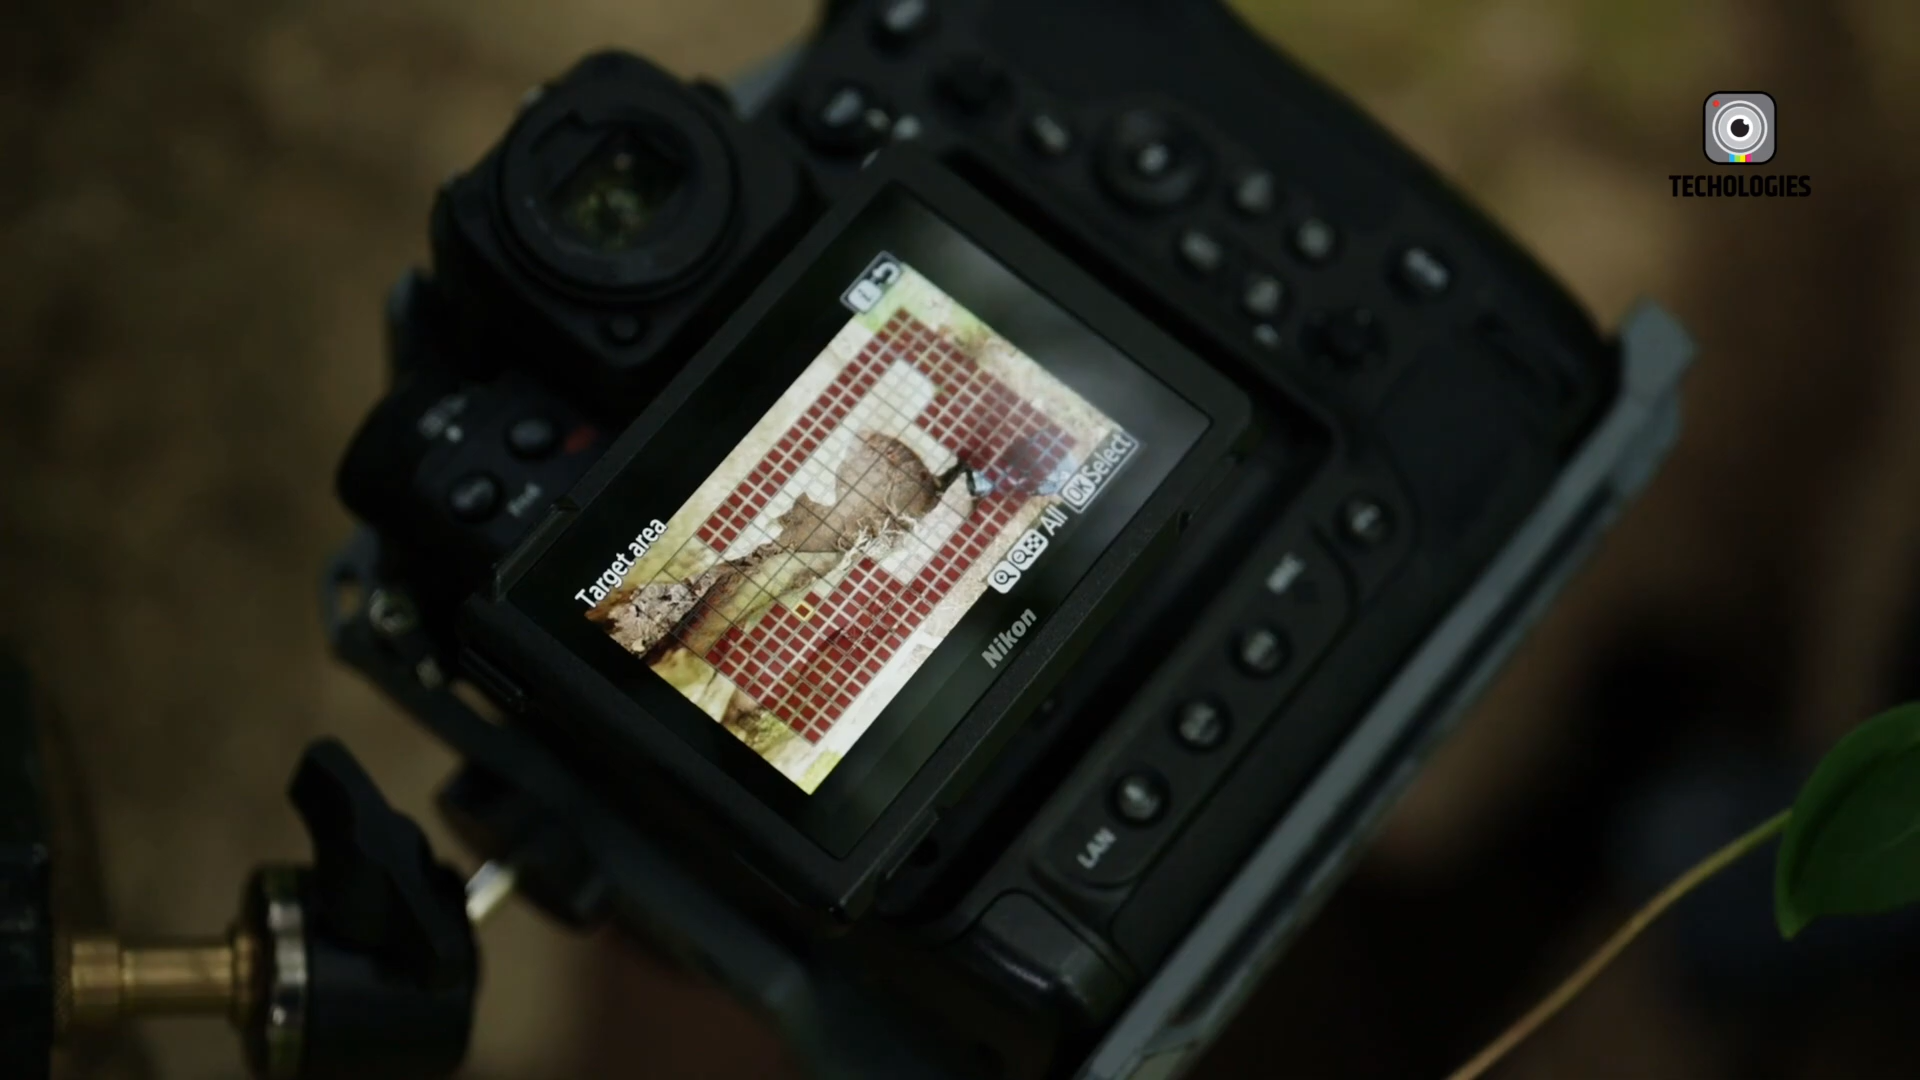 TECHOLOGIES
Target area
All
OK Select
Nikon
LAN